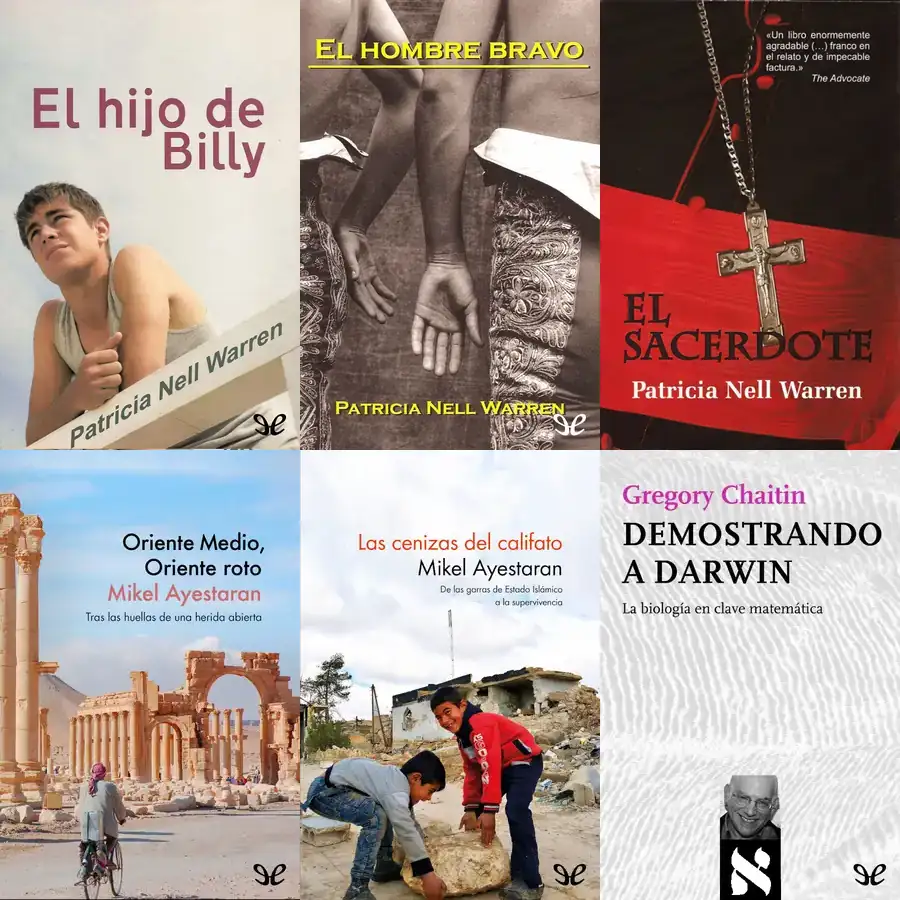 El hijo de
Billy
Patricia Nell Warren
EL HOMBRE BRAVO
PATRICIA NELL WARREN
«Un libro enormemente
agradable (...) franco en
el relato y de impecable
factura.»
The Advocate
EL
SACERDOTE
Patricia Nell Warren
Oriente Medio,
Oriente roto
Mikel Ayestaran
Tras las huellas de una herida abierta
Las cenizas del califato
Mikel Ayestaran
De las garras de Estado Islámico
a la supervivencia
Gregory Chaitin
DEMOSTRANDO
A DARWIN
La biología en clave matemática
א